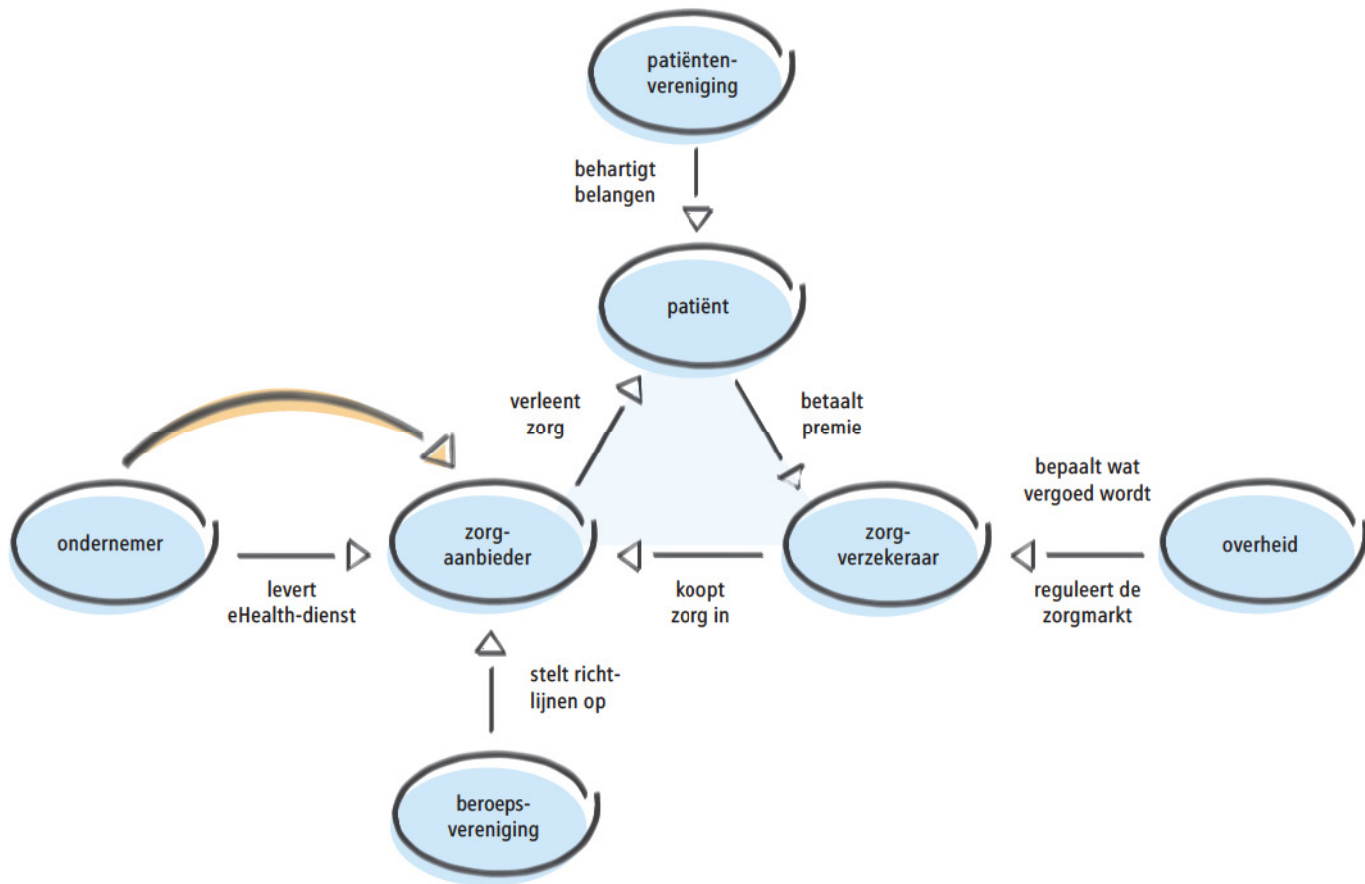 patiënten-
vereniging
behartigt
belangen
patiënt
verleent
zorg
betaalt
premie
bepaalt wat
vergoed wordt
ondernemer
zorg-
aanbieder
zorg-
verzekeraar
overheid
levert
eHealth-dienst
koopt
zorg in
reguleert de
zorgmarkt
stelt richt-
lijnen op
beroeps-
vereniging